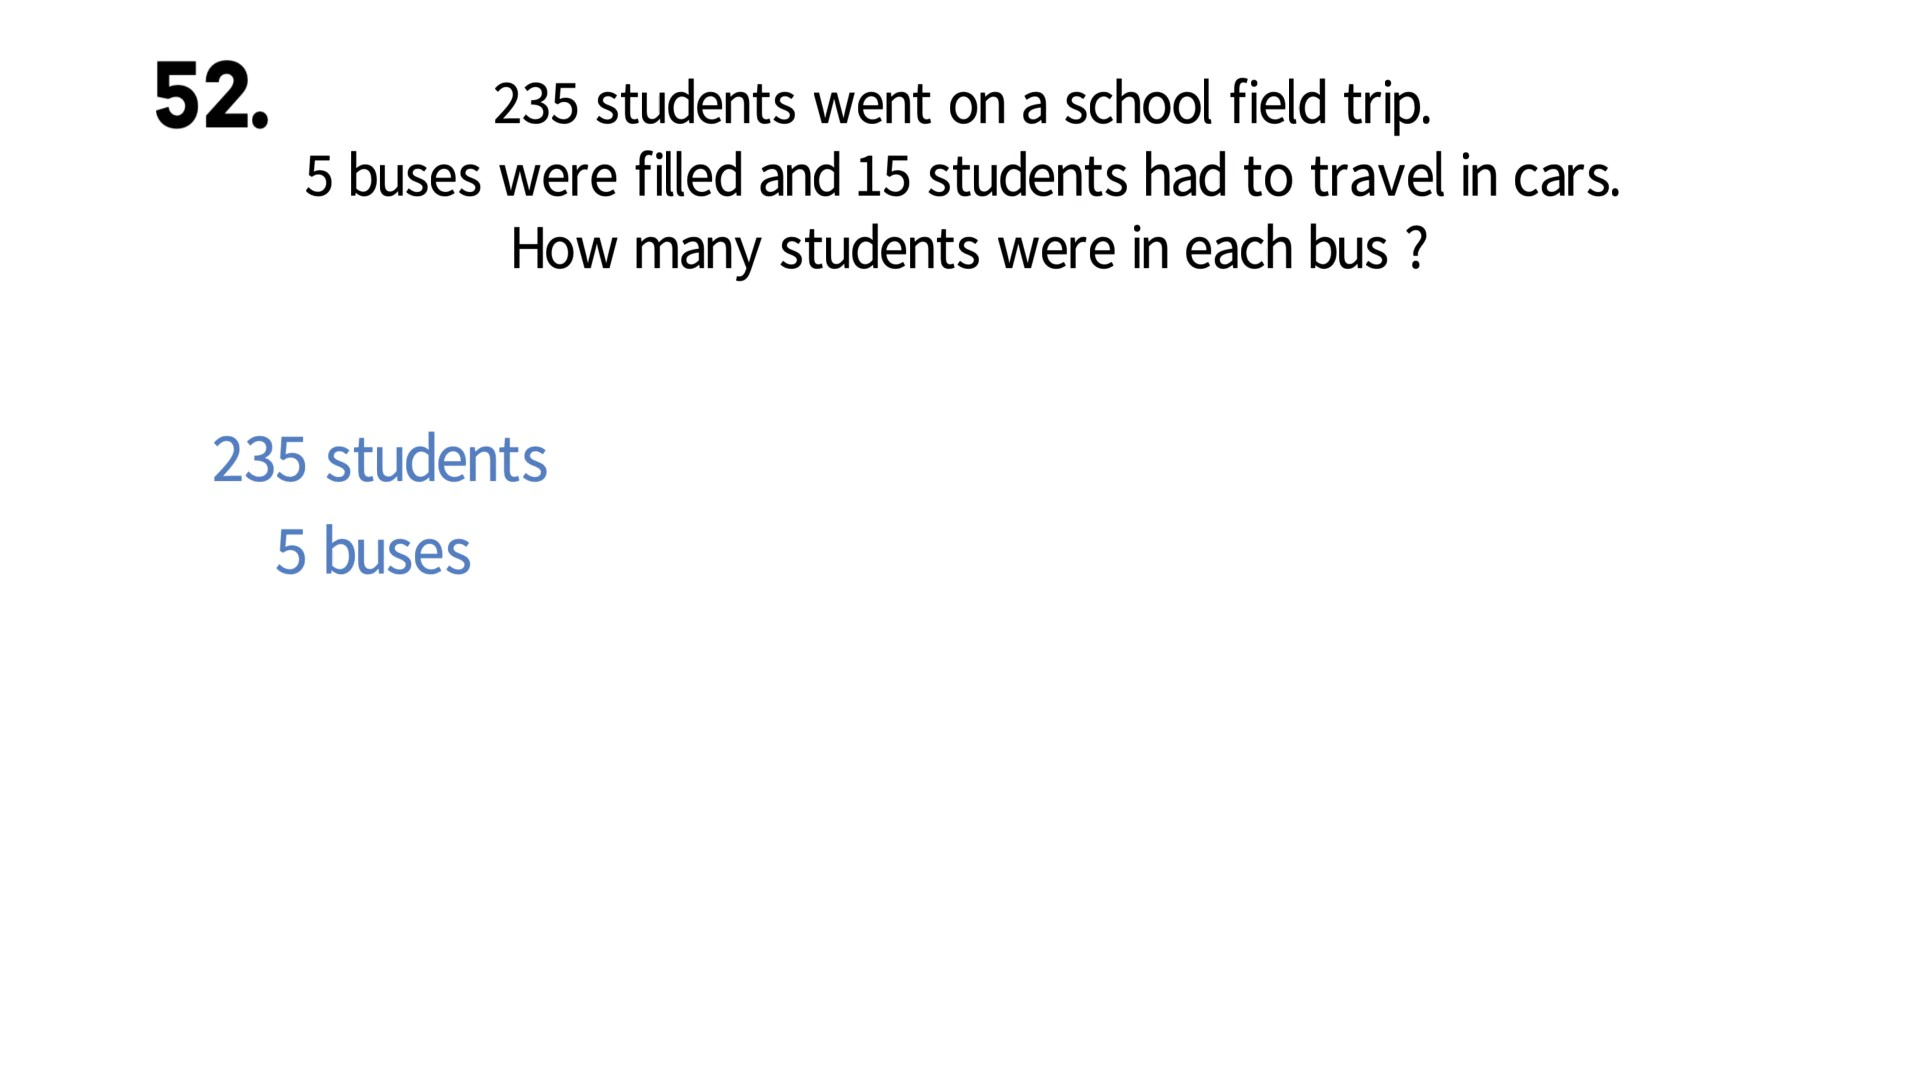 52. 235 students went on a school field trip.
5 buses were filled and 15 students had to travel in cars.
How many students were in each bus ?
235 students
5 buses